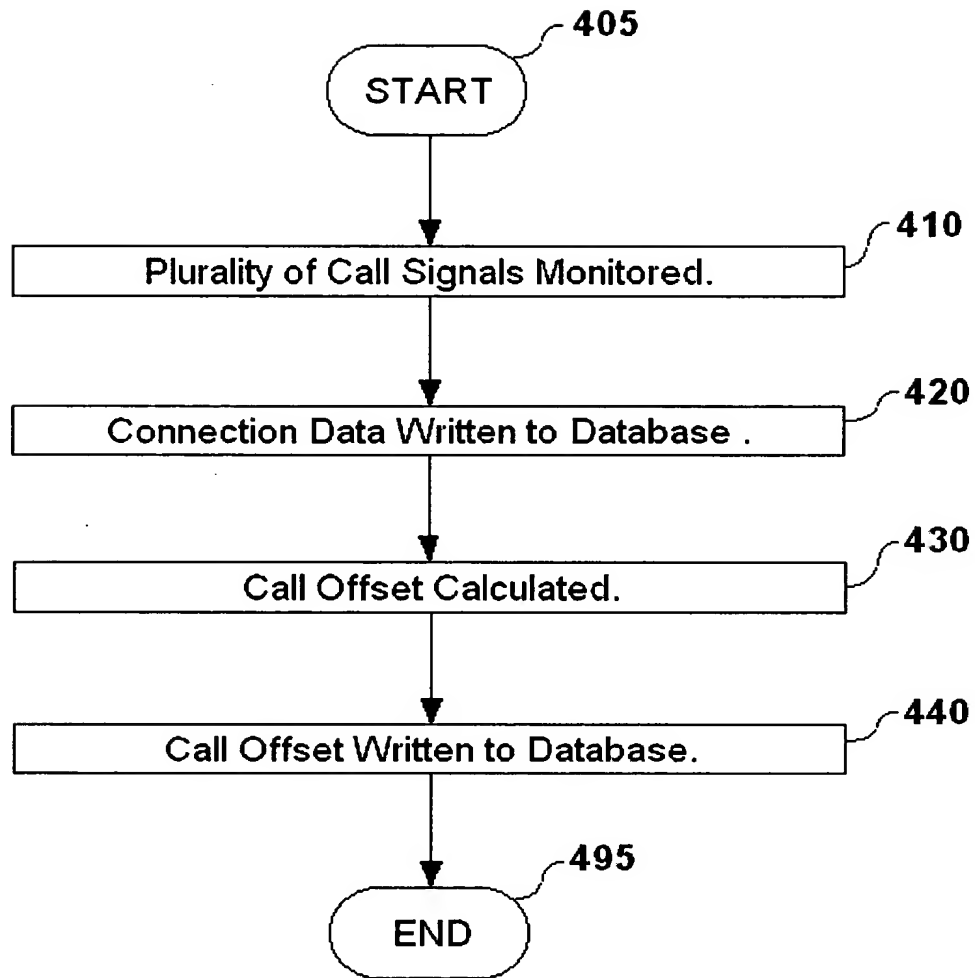 405
START
410
Plurality of Call Signals Monitored.
420
Connection Data Written to Database .
430
Call Offset Calculated.
440
Call Offset Written to Database.
495
END